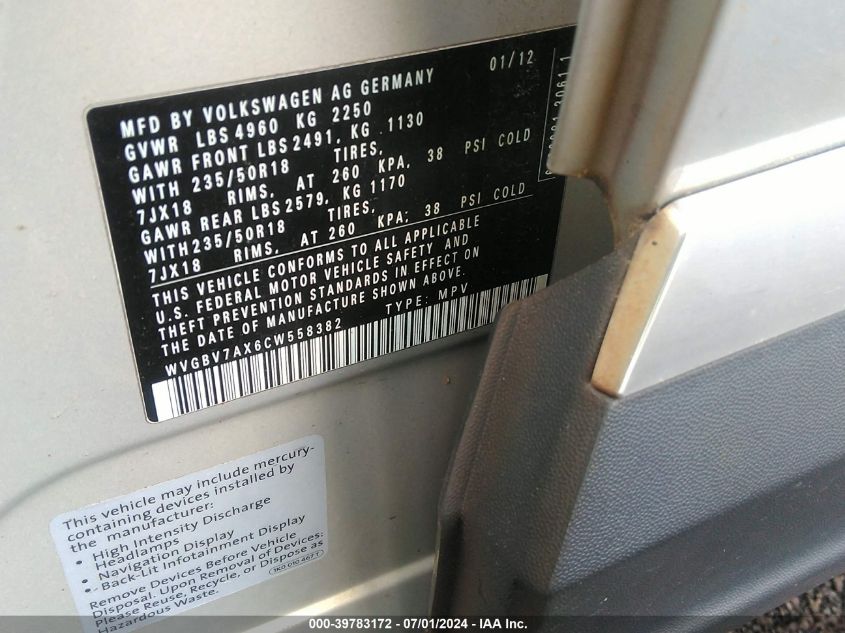 01/12
MFD BY VOLKSWAGEN AG GERMANY
GVWR LBS 4960 KG 2250
GAWR FRONT LBS 2491, KG 1130
WITH 235/50R18 TIRES,
7JX18 RIMS, AT 260 KPA, 38 PSI COLD
GAWR REAR LBS 2579, KG 1170
WITH 235/50R18 TIRES,
7JX18 RIMS, AT 260 KPA; 38 PSI COLD
THIS VEHICLE CONFORMS TO ALL APPLICABLE
U.S. FEDERAL MOTOR VEHICLE SAFETY AND
THEFT PREVENTION STANDARDS IN EFFECT ON
THE DATE OF MANUFACTURE SHOWN ABOVE.
WVGBV7AX6CW558382 TYPE: MPV
This vehicle may include mercury-
containing devices installed by
the manufacturer:
• High Intensity Discharge
Headlamps
• Navigation Display
• Back-Lit Infotainment Display
Remove Devices Before Vehicle
Disposal. Upon Removal of Devices:
Please Reuse, Recycle, or Dispose as
Hazardous Waste.
1K0 010 467 T
000-39783172 - 07/01/2024 - IAA Inc.